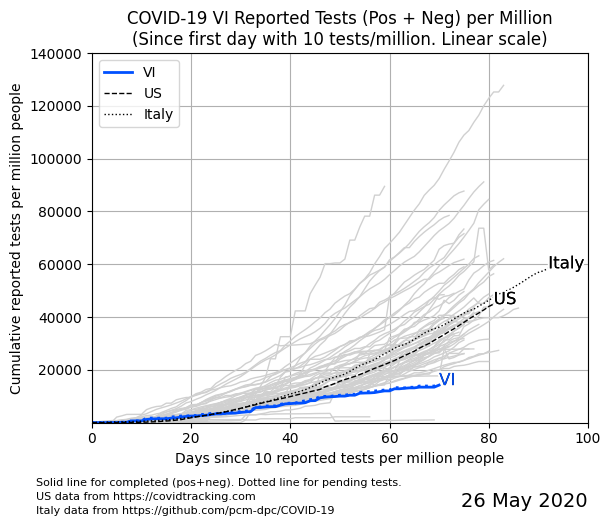 COVID-19 VI Reported Tests (Pos + Neg) per Million
(Since first day with 10 tests/million. Linear scale)
Cumulative reported tests per million people
140000
120000
100000
80000
60000
40000
20000
VI
US
Italy
Italy
US
VI
0
20
40
60
80
100
Days since 10 reported tests per million people
Solid line for completed (pos+neg). Dotted line for pending tests.
US data from https://covidtracking.com
Italy data from https://github.com/pcm-dpc/COVID-19
26 May 2020